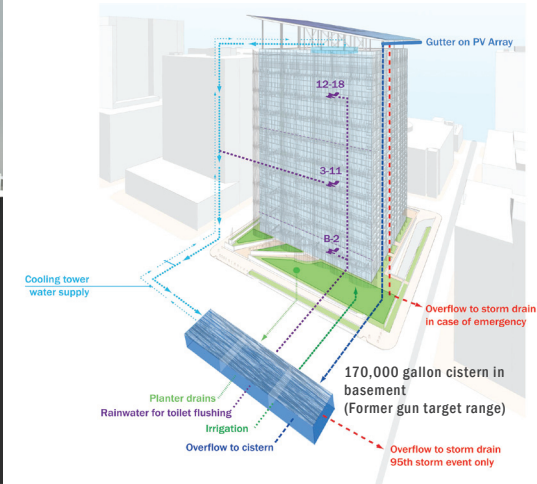 Gutter on PV Array
12-18
3-11
B-2
Cooling tower
water supply
Overflow to storm drain
in case of emergency
170,000 gallon cistern in
basement
(Former gun target range)
Planter drains
Rainwater for toilet flushing
Irrigation
Overflow to cistern
Overflow to storm drain
95th storm event only